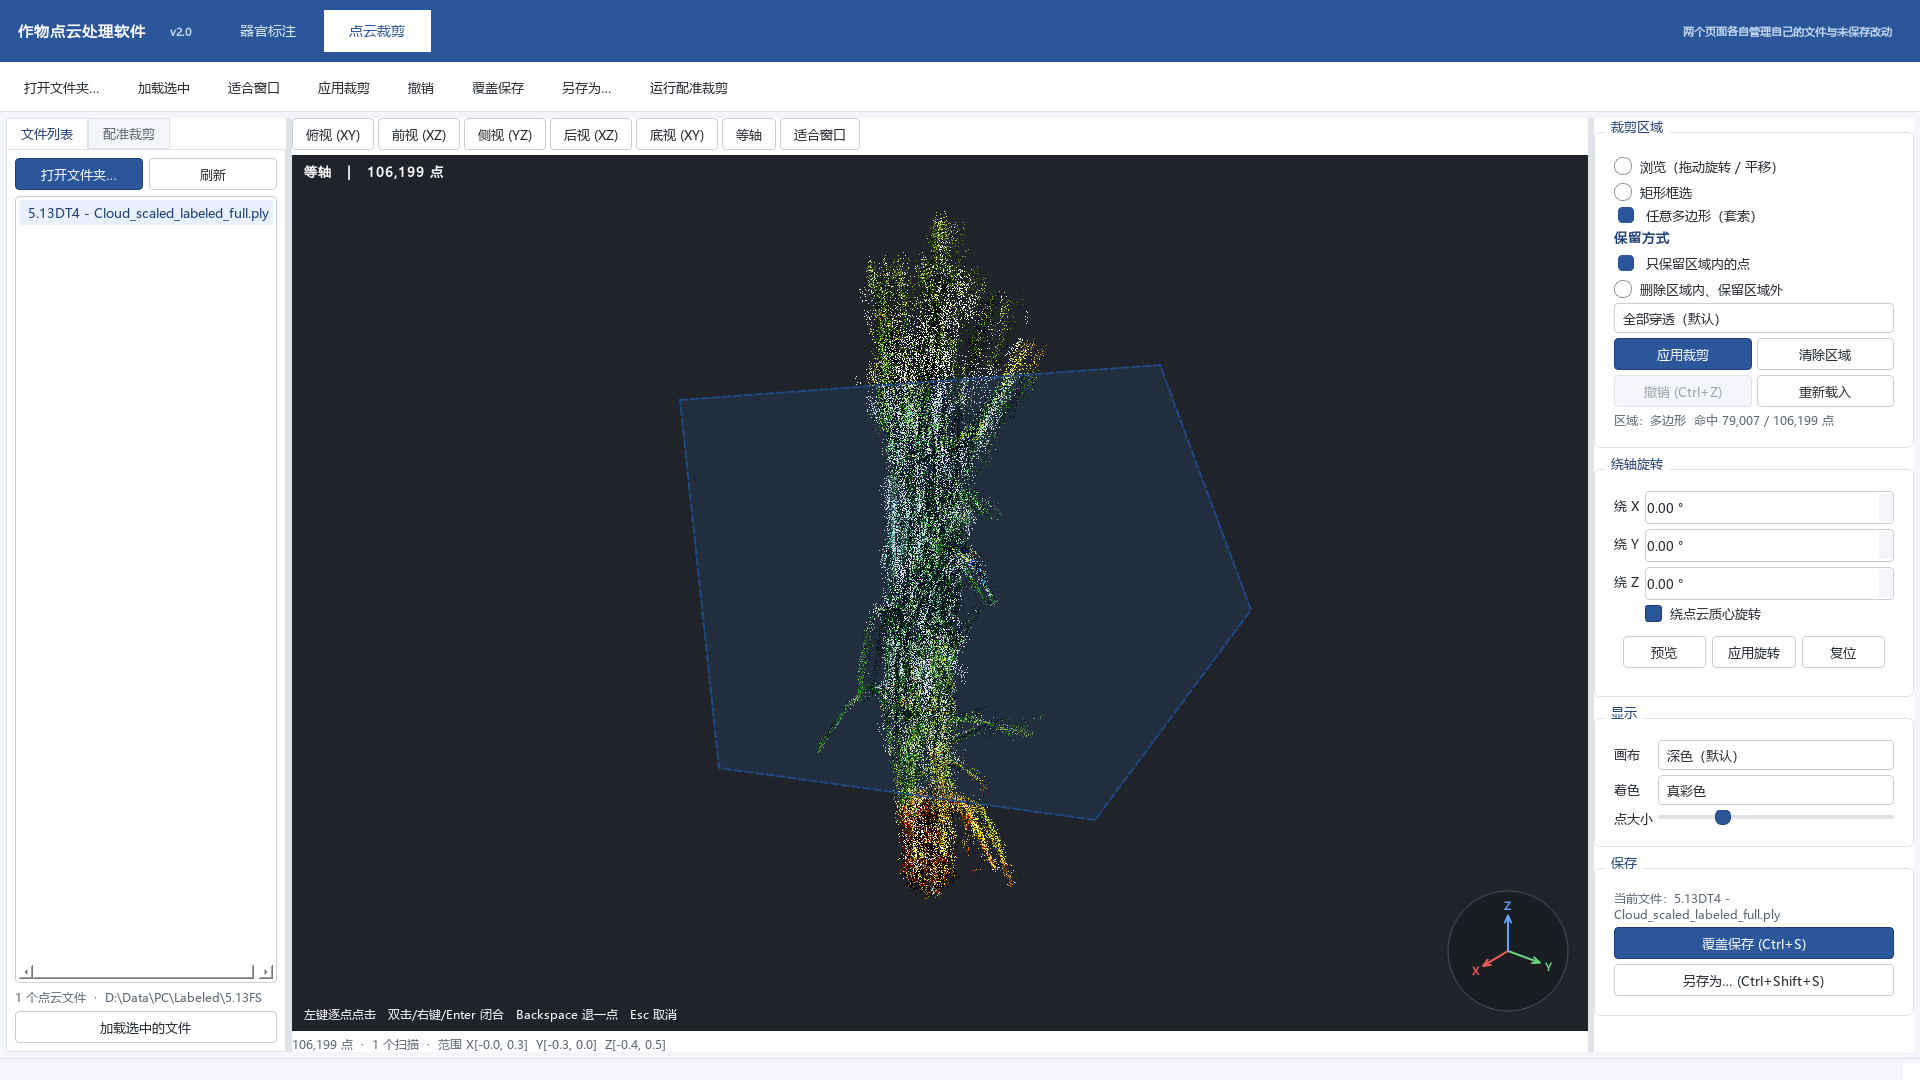 作物点云处理软件 v2.0 器官标注 点云裁剪 两个页面各自管理自己的文件与未保存改动
打开文件夹... 加载选中 适合窗口 应用裁剪 撤销 覆盖保存 另存为... 运行配准裁剪
文件列表 配准裁剪
打开文件夹... 刷新
5.13DT4 - Cloud_scaled_labeled_full.ply
1 个点云文件 · D:\Data\PC\Labeled\5.13FS
加载选中的文件
俯视 (XY) 前视 (XZ) 侧视 (YZ) 后视 (XZ) 底视 (XY) 等轴 适合窗口
等轴 | 106,199 点
Z
X
Y
左键逐点点击 双击/右键/Enter 闭合 Backspace 退一点 Esc 取消
106,199 点 · 1 个扫描 · 范围 X[-0.0, 0.3] Y[-0.3, 0.0] Z[-0.4, 0.5]
裁剪区域
浏览（拖动旋转 / 平移）
矩形框选
任意多边形（套索）
保留方式
只保留区域内的点
删除区域内、保留区域外
全部穿透（默认）
应用裁剪 清除区域
撤销 (Ctrl+Z) 重新载入
区域：多边形 命中 79,007 / 106,199 点
绕轴旋转
绕 X 0.00 °
绕 Y 0.00 °
绕 Z 0.00 °
绕点云质心旋转
预览 应用旋转 复位
显示
画布 深色（默认）
着色 真彩色
点大小
保存
当前文件：5.13DT4 -
Cloud_scaled_labeled_full.ply
覆盖保存 (Ctrl+S)
另存为... (Ctrl+Shift+S)